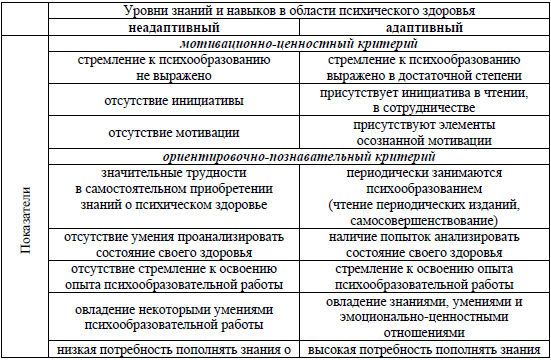 Уровни знаний и навыков в области психического здоровья
неадаптивный адаптивный
мотивационно-ценностный критерий
стремление к психообразованию
не выражено
стремление к психообразованию
выражено в достаточной степени
отсутствие инициативы
присутствует инициатива в чтении,
в сотрудничестве
отсутствие мотивации
присутствуют элементы
осознанной мотивации
Показатели
ориентировочно-познавательный критерий
значительные трудности
в самостоятельном приобретении
знаний о психическом здоровье
периодически занимаются
психообразованием
(чтение периодических изданий,
самосовершенствование)
отсутствие умения проанализировать
состояние своего здоровья
наличие попыток анализировать
состояние своего здоровья
отсутствие стремление к освоению
опыта психообразовательной работы
стремление к освоению опыта
психообразовательной работы
овладение некоторыми умениями
психообразовательной работы
овладение знаниями, умениями и
эмоционально-ценностными
отношениями
низкая потребность пополнять знания о
высокая потребность пополнять знания